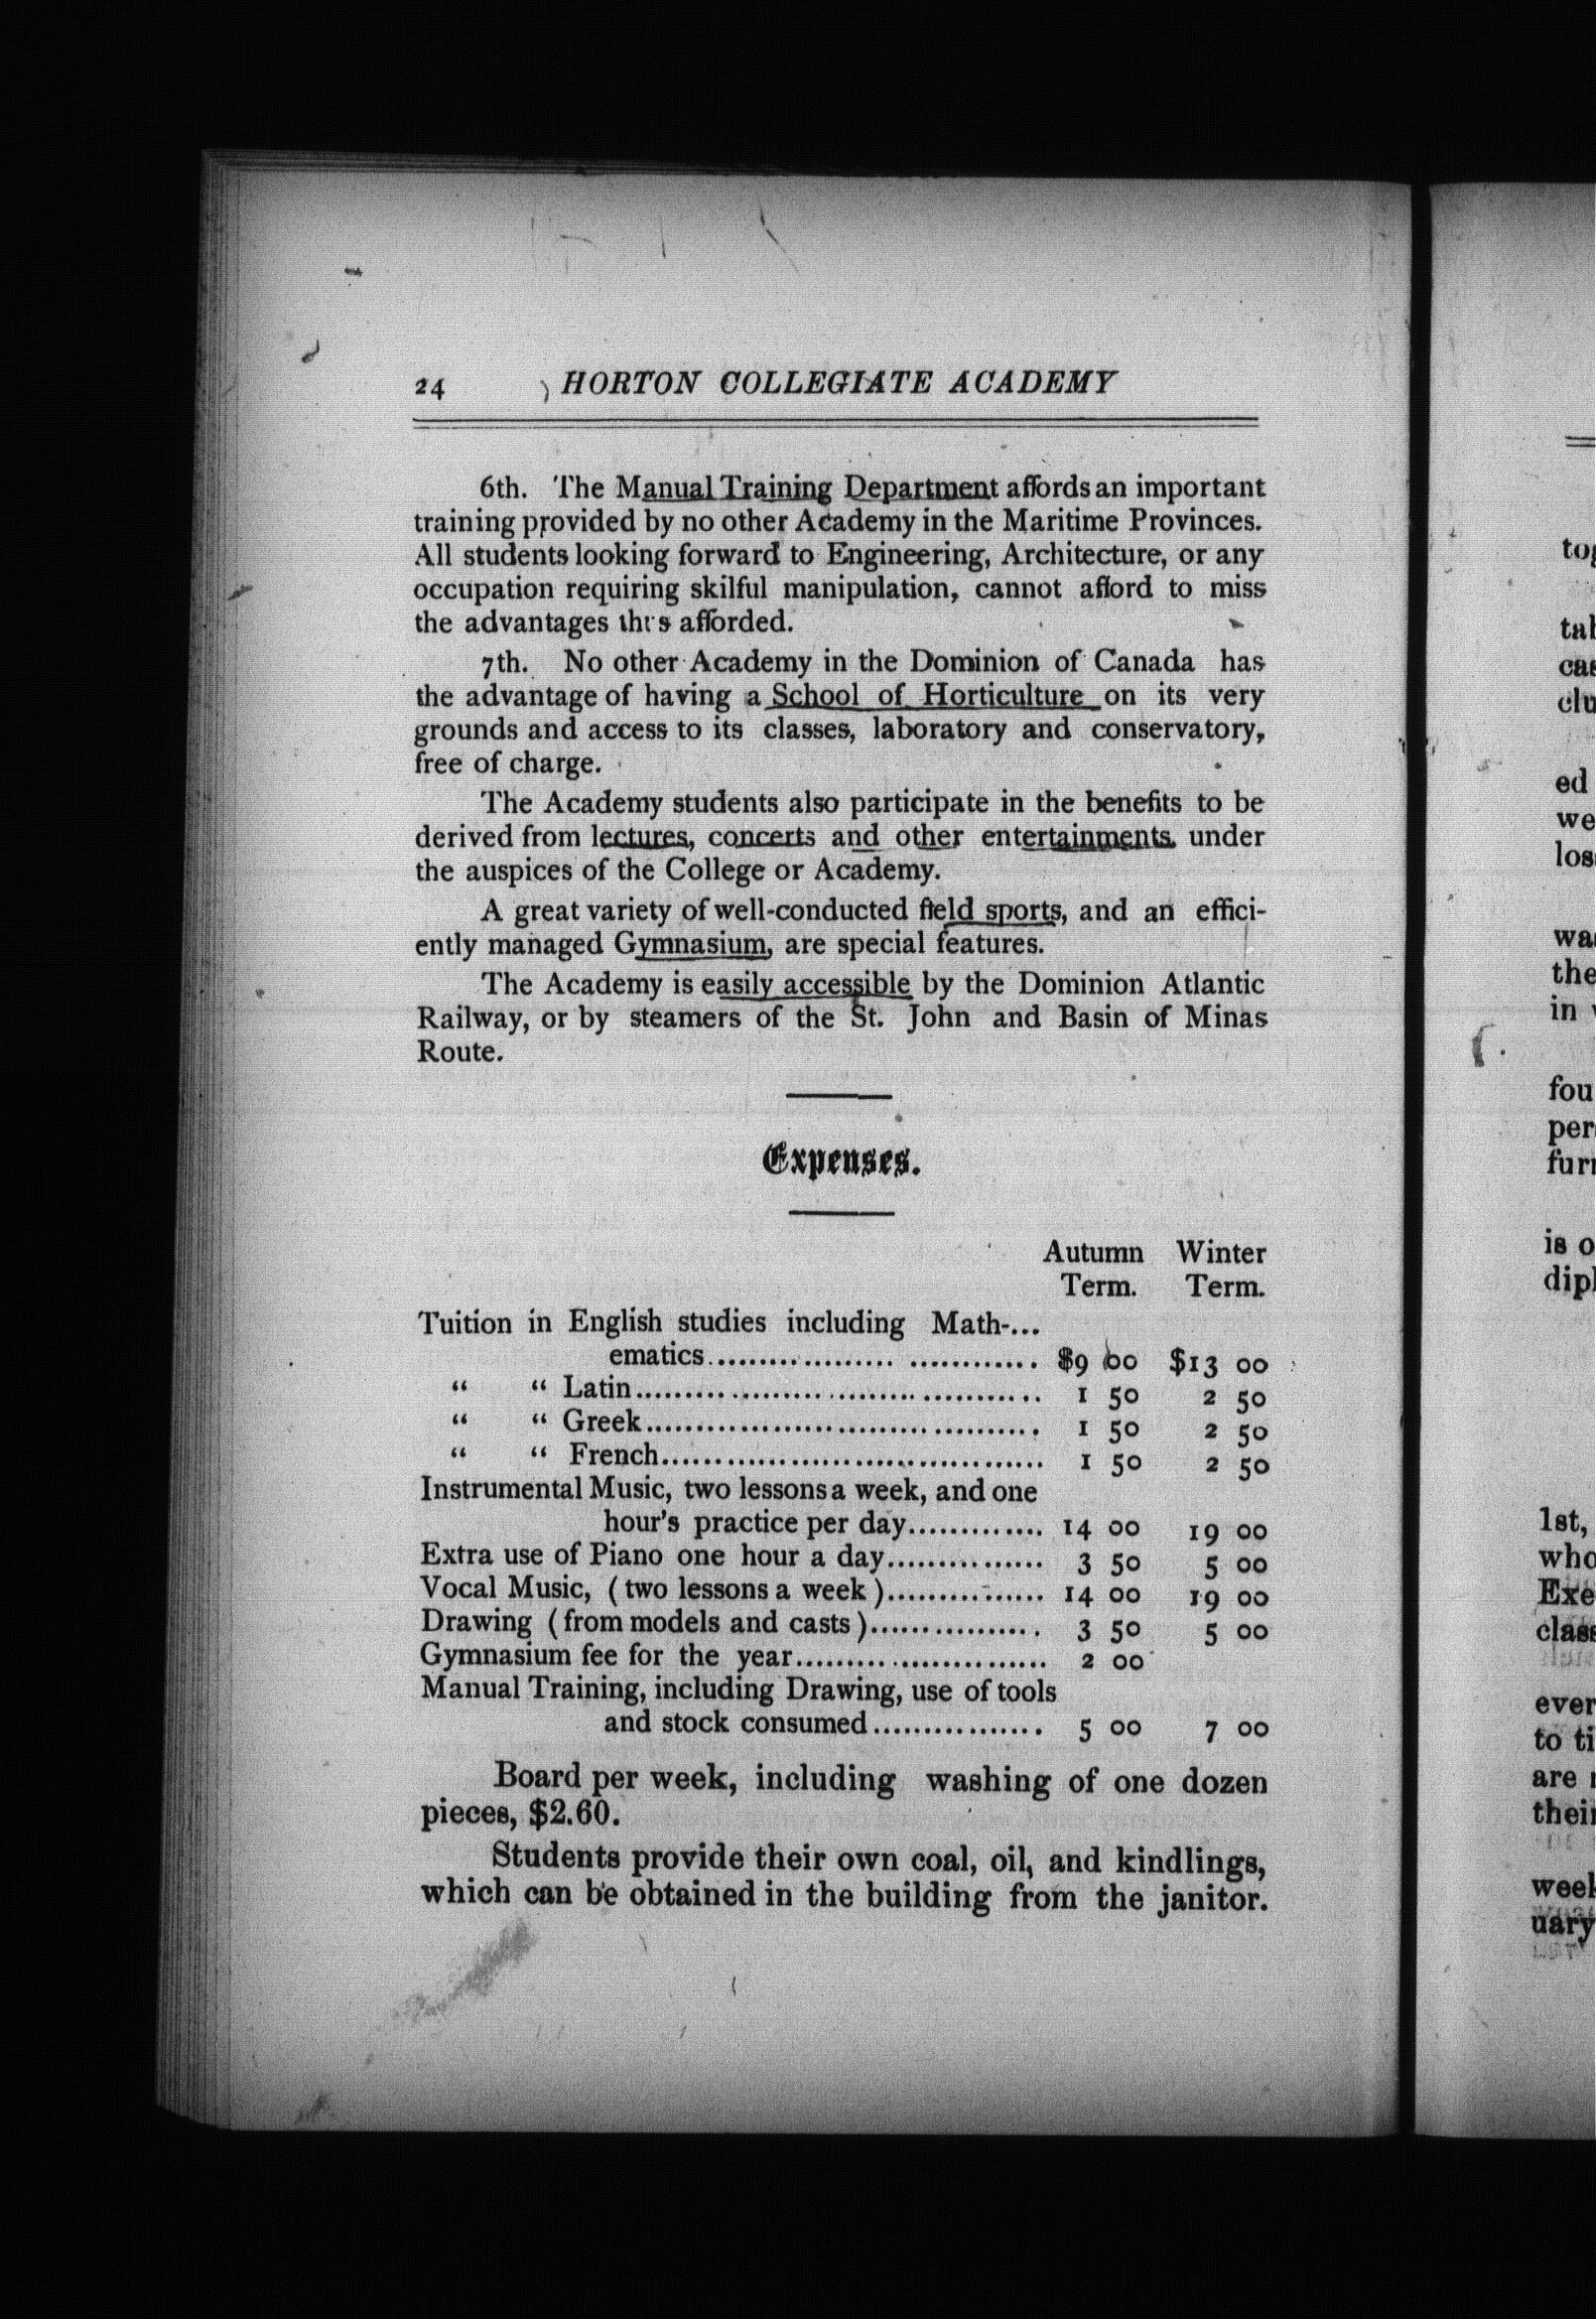 24 HORTON COLLEGIATE ACADEMY
6th. The Manual Training Department affords an important
training provided by no other Academy in the Maritime Provinces.
All students looking forward to Engineering, Architecture, or any
occupation requiring skilful manipulation, cannot afford to miss
the advantages afforded.
7th. No other Academy in the Dominion of Canada has
the advantage of having a School of Horticulture on its very
grounds and access to its classes, laboratory and conservatory,
free of charge.
The Academy students also participate in the benefits to be
derived from lectures, concerts and other entertainments, under
the auspices of the College or Academy.
A great variety of well-conducted field sports, and an effici-
ently managed Gymnasium, are special features.
The Academy is easily accessible by the Dominion Atlantic
Railway, or by steamers of the St. John and Basin of Minas
Route.
Expenses.
Autumn Winter
Term. Term.
Tuition in English studies including Math-...
ematics.............................. $9 00 $13 00
“ “ Latin........................................ 1 50 2 50
“ “ Greek....................................... 1 50 2 50
“ “ French...................................... 1 50 2 50
Instrumental Music, two lessons a week, and one
hour's practice per day............. 14 00 19 00
Extra use of Piano one hour a day............... 3 50 5 00
Vocal Music, (two lessons a week)................ 14 00 19 00
Drawing (from models and casts)................. 3 50 5 00
Gymnasium fee for the year......................... 2 00
Manual Training, including Drawing, use of tools
and stock consumed................. 5 00 7 00
Board per week, including washing of one dozen
pieces, $2.60.
Students provide their own coal, oil, and kindlings,
which can be obtained in the building from the janitor.
ed
we
the
in
is o
1st,
to ti
are